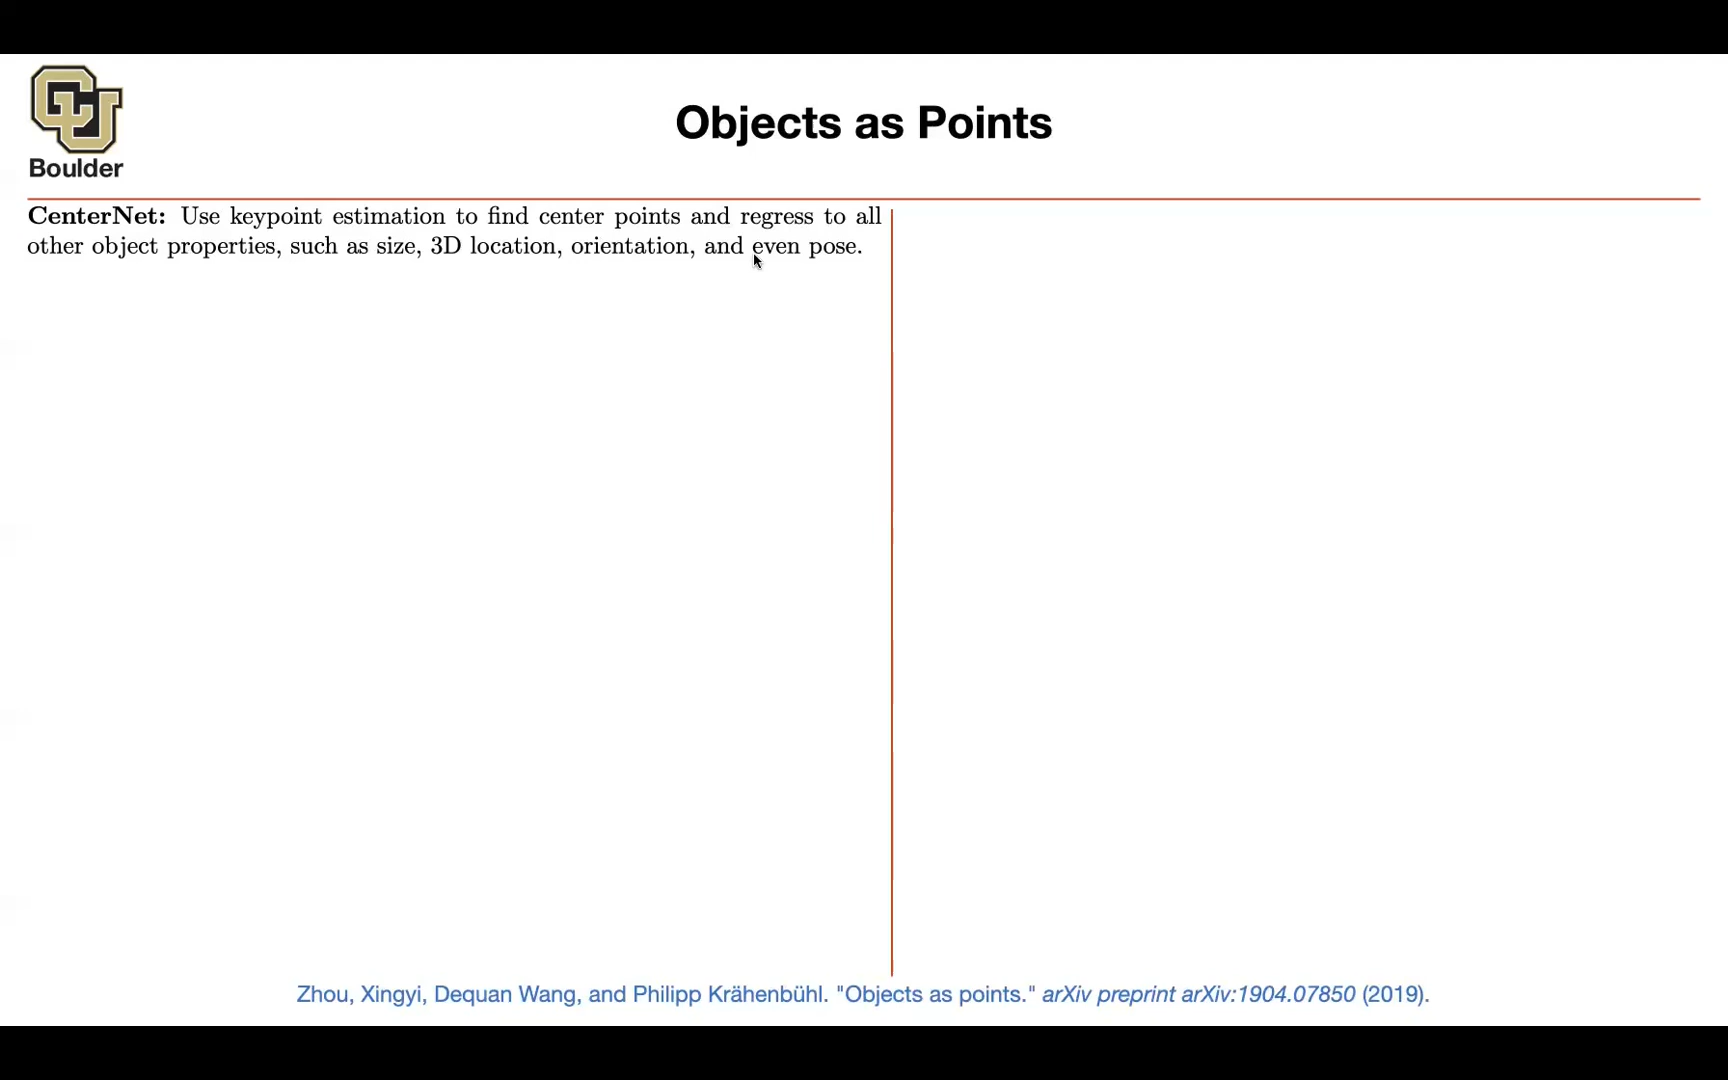 CU
Boulder
Objects as Points
CenterNet: Use keypoint estimation to find center points and regress to all
other object properties, such as size, 3D location, orientation, and even pose.
Zhou, Xingyi, Dequan Wang, and Philipp Krähenbühl. "Objects as points." arXiv preprint arXiv:1904.07850 (2019).